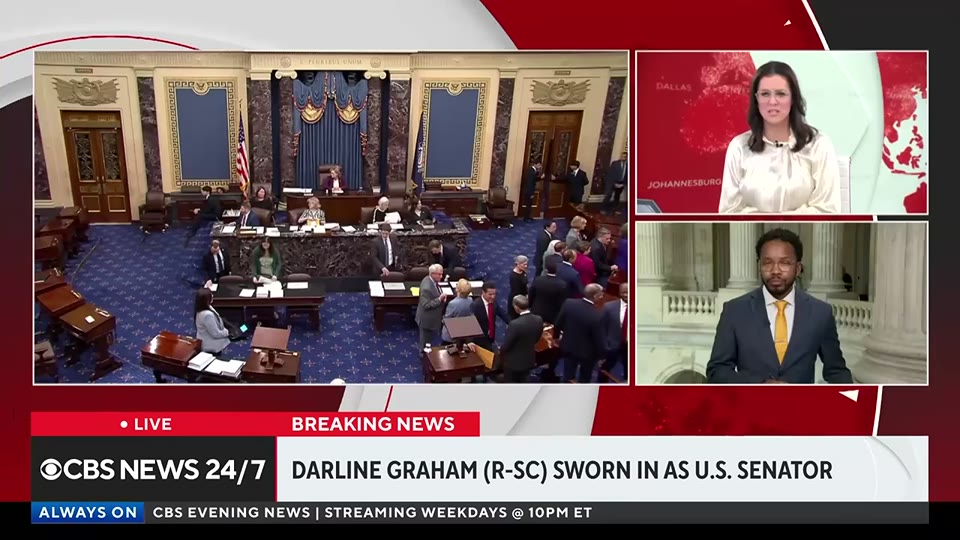 E PLURIBUS UNUM
DALLAS
JOHANNESBURG
• LIVE
BREAKING NEWS
CBS NEWS 24/7
DARLINE GRAHAM (R-SC) SWORN IN AS U.S. SENATOR
ALWAYS ON
CBS EVENING NEWS | STREAMING WEEKDAYS @ 10PM ET